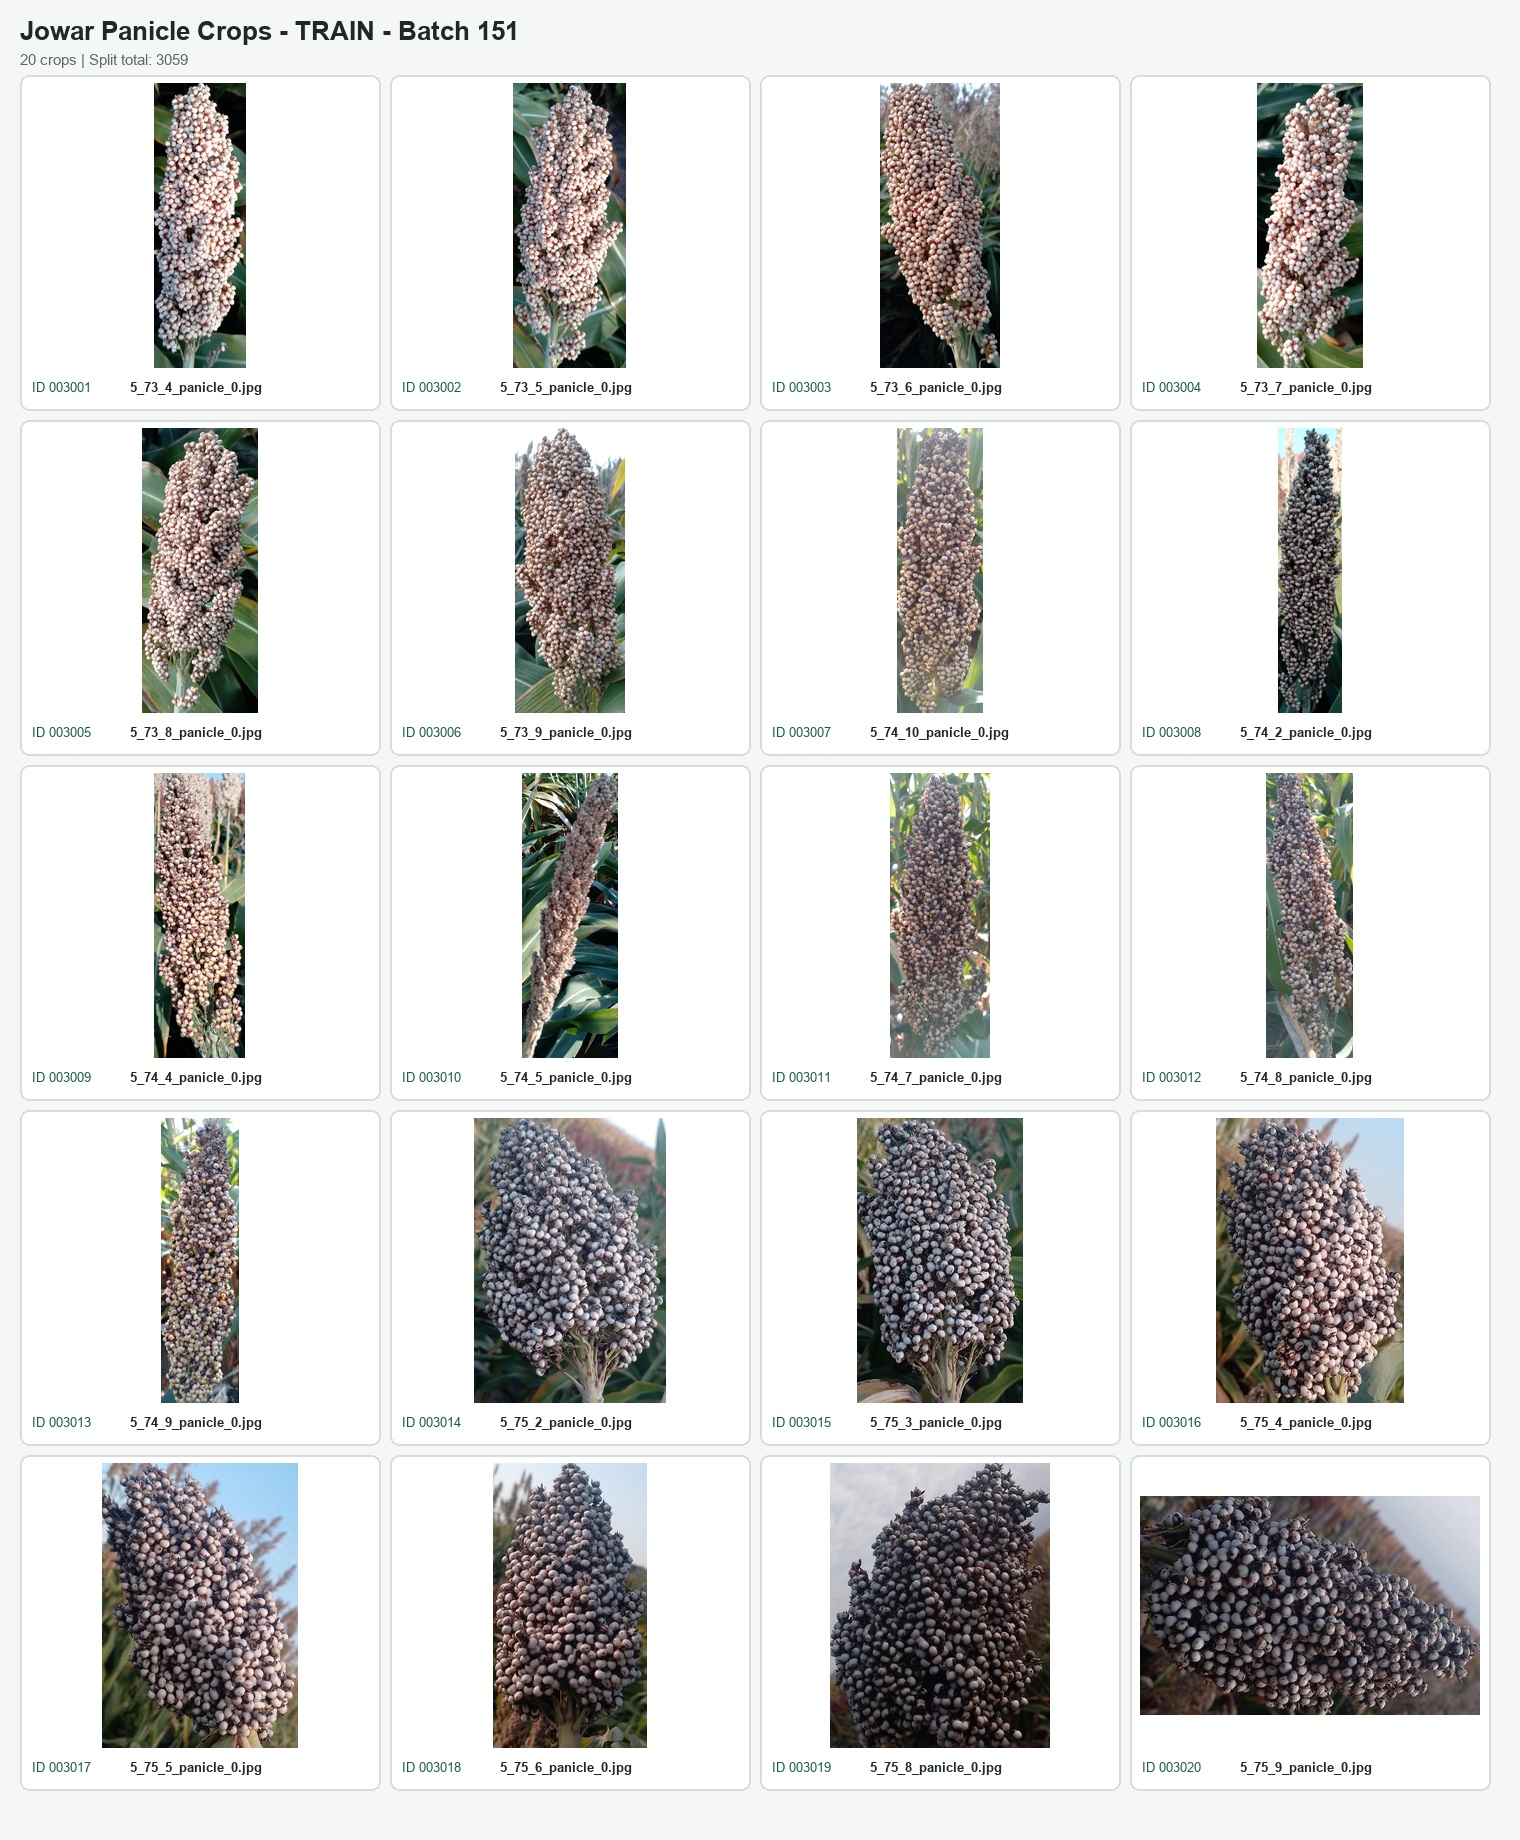 Jowar Panicle Crops - TRAIN - Batch 151
20 crops | Split total: 3059
ID 003001 5_73_4_panicle_0.jpg
ID 003002 5_73_5_panicle_0.jpg
ID 003003 5_73_6_panicle_0.jpg
ID 003004 5_73_7_panicle_0.jpg
ID 003005 5_73_8_panicle_0.jpg
ID 003006 5_73_9_panicle_0.jpg
ID 003007 5_74_10_panicle_0.jpg
ID 003008 5_74_2_panicle_0.jpg
ID 003009 5_74_4_panicle_0.jpg
ID 003010 5_74_5_panicle_0.jpg
ID 003011 5_74_7_panicle_0.jpg
ID 003012 5_74_8_panicle_0.jpg
ID 003013 5_74_9_panicle_0.jpg
ID 003014 5_75_2_panicle_0.jpg
ID 003015 5_75_3_panicle_0.jpg
ID 003016 5_75_4_panicle_0.jpg
ID 003017 5_75_5_panicle_0.jpg
ID 003018 5_75_6_panicle_0.jpg
ID 003019 5_75_8_panicle_0.jpg
ID 003020 5_75_9_panicle_0.jpg